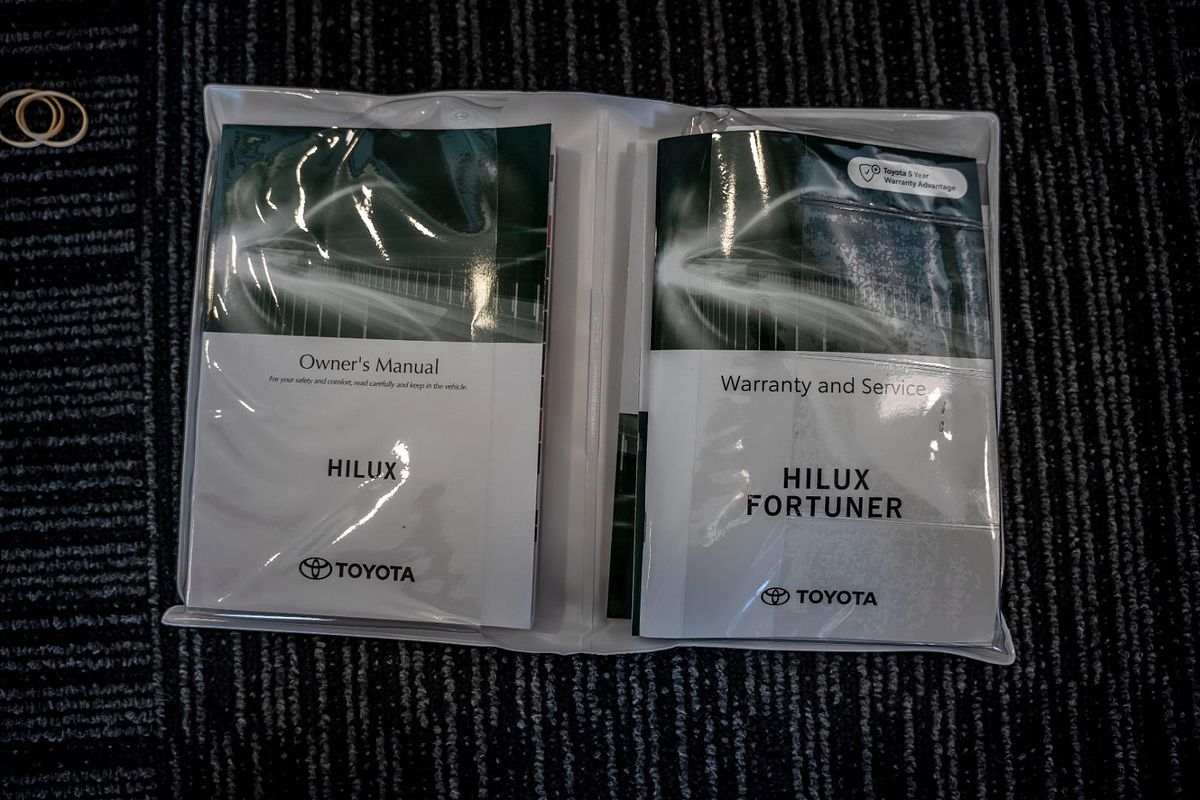 Owner's Manual
For your safety and comfort, read carefully and keep in the vehicle.
HILUX
TOYOTA
Toyota 5 Year
Warranty Advantage
Warranty and Service
HILUX
FORTUNER
TOYOTA